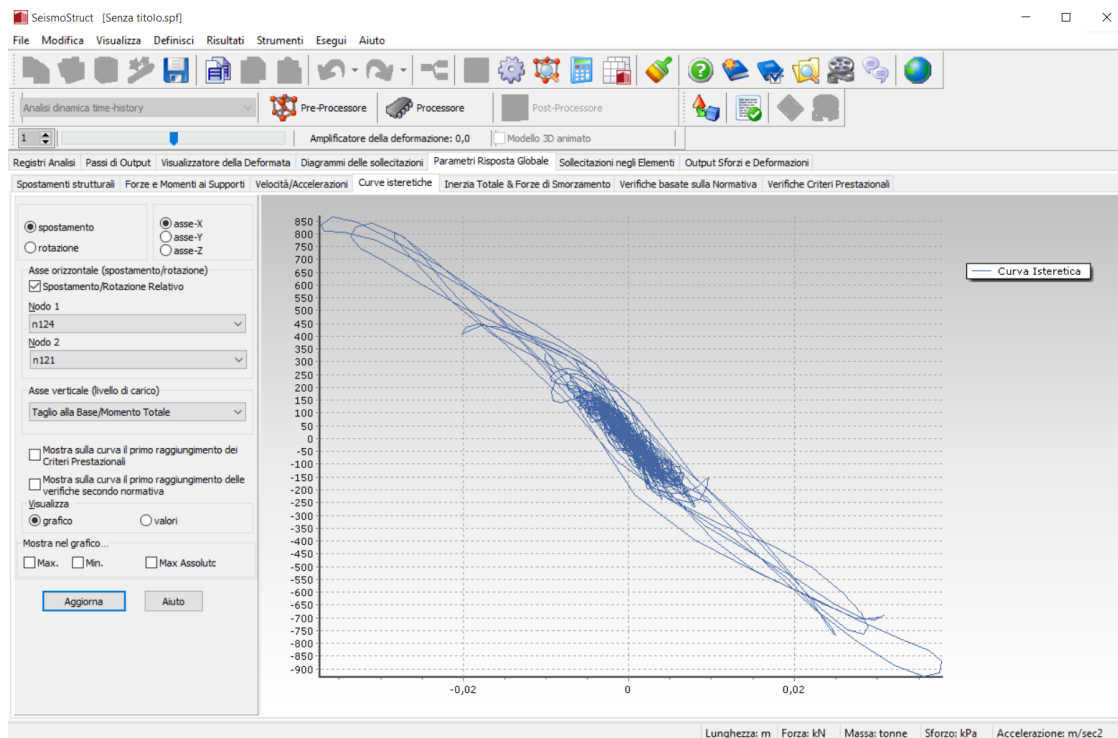 SeismoStruct [Senza titolo.spf]
File Modifica Visualizza Definisci Risultati Strumenti Esegui Aiuto
Analisi dinamica time-history Pre-Processore Processore Post-Processore
1 Amplificatore della deformazione: 0,0 Modello 3D animato
Registri Analisi Passi di Output Visualizzatore della Deformata Diagrammi delle sollecitazioni Parametri Risposta Globale Sollecitazioni negli Elementi Output Sforzi e Deformazioni
Spostamenti strutturali Forze e Momenti ai Supporti Velocità/Accelerazioni Curve isteretiche Inerzia Totale & Forze di Smorzamento Verifiche basate sulla Normativa Verifiche Criteri Prestazionali
spostamento
rotazione
asse-X
asse-Y
asse-Z
Asse orizzontale (spostamento/rotazione)
Spostamento/Rotazione Relativo
Nodo 1
n124
Nodo 2
n121
Asse verticale (livello di carico)
Taglio alla Base/Momento Totale
Mostra sulla curva il primo raggiungimento dei
Criteri Prestazionali
Mostra sulla curva il primo raggiungimento delle
verifiche secondo normativa
Visualizza
grafico valori
Mostra nel grafico...
Max. Min. Max Assolutc
Aggiorna Aiuto
850
800
750
700
650
600
550
500
450
400
350
300
250
200
150
100
50
0
-50
-100
-150
-200
-250
-300
-350
-400
-450
-500
-550
-600
-650
-700
-750
-800
-850
-900
-0,02 0 0,02
Curva Isteretica
Lunghezza: m Forza: kN Massa: tonne Sforzo: kPa Accelerazione: m/sec2